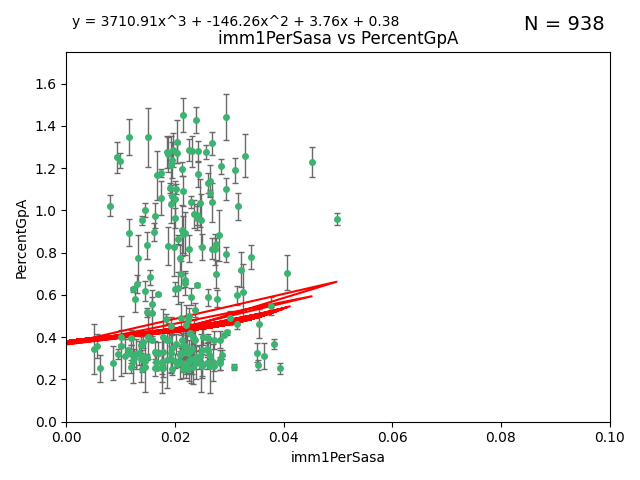 y = 3710.91x^3 + -146.26x^2 + 3.76x + 0.38
N = 938
imm1PerSasa vs PercentGpA
1.6
1.4
1.2
1.0
0.8
0.6
0.4
0.2
0.0
PercentGpA
0.00 0.02 0.04 0.06 0.08 0.10
imm1PerSasa